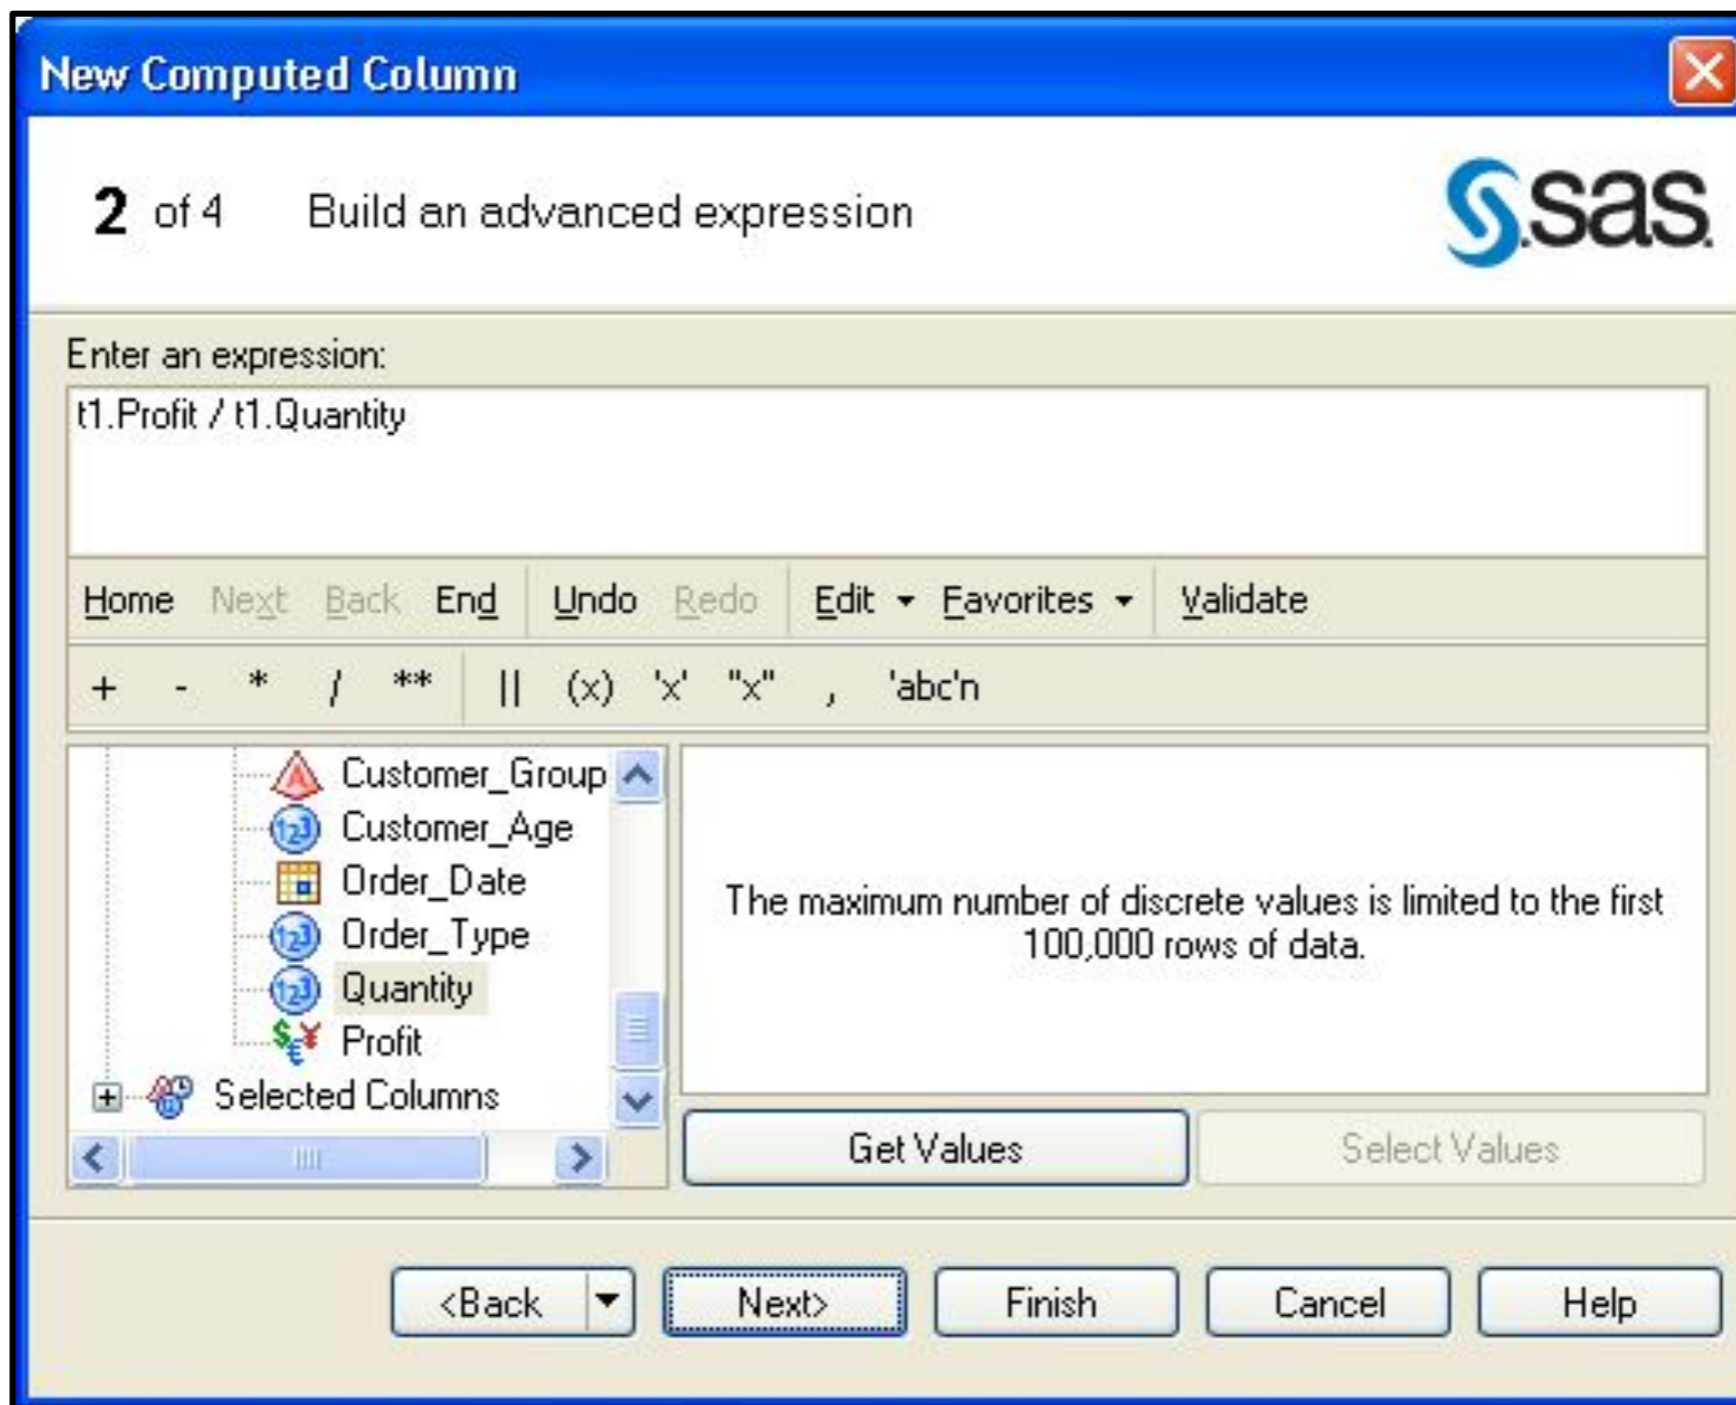 New Computed Column
2 of 4 Build an advanced expression
sas
Enter an expression:
t1.Profit / t1.Quantity
Home Next Back End Undo Redo Edit Favorites Validate
+ - * / ** || (x) 'x' "x" , 'abc'n
Customer_Group
Customer_Age
Order_Date
Order_Type
Quantity
Profit
Selected Columns
The maximum number of discrete values is limited to the first
100,000 rows of data.
Get Values Select Values
<Back Next> Finish Cancel Help